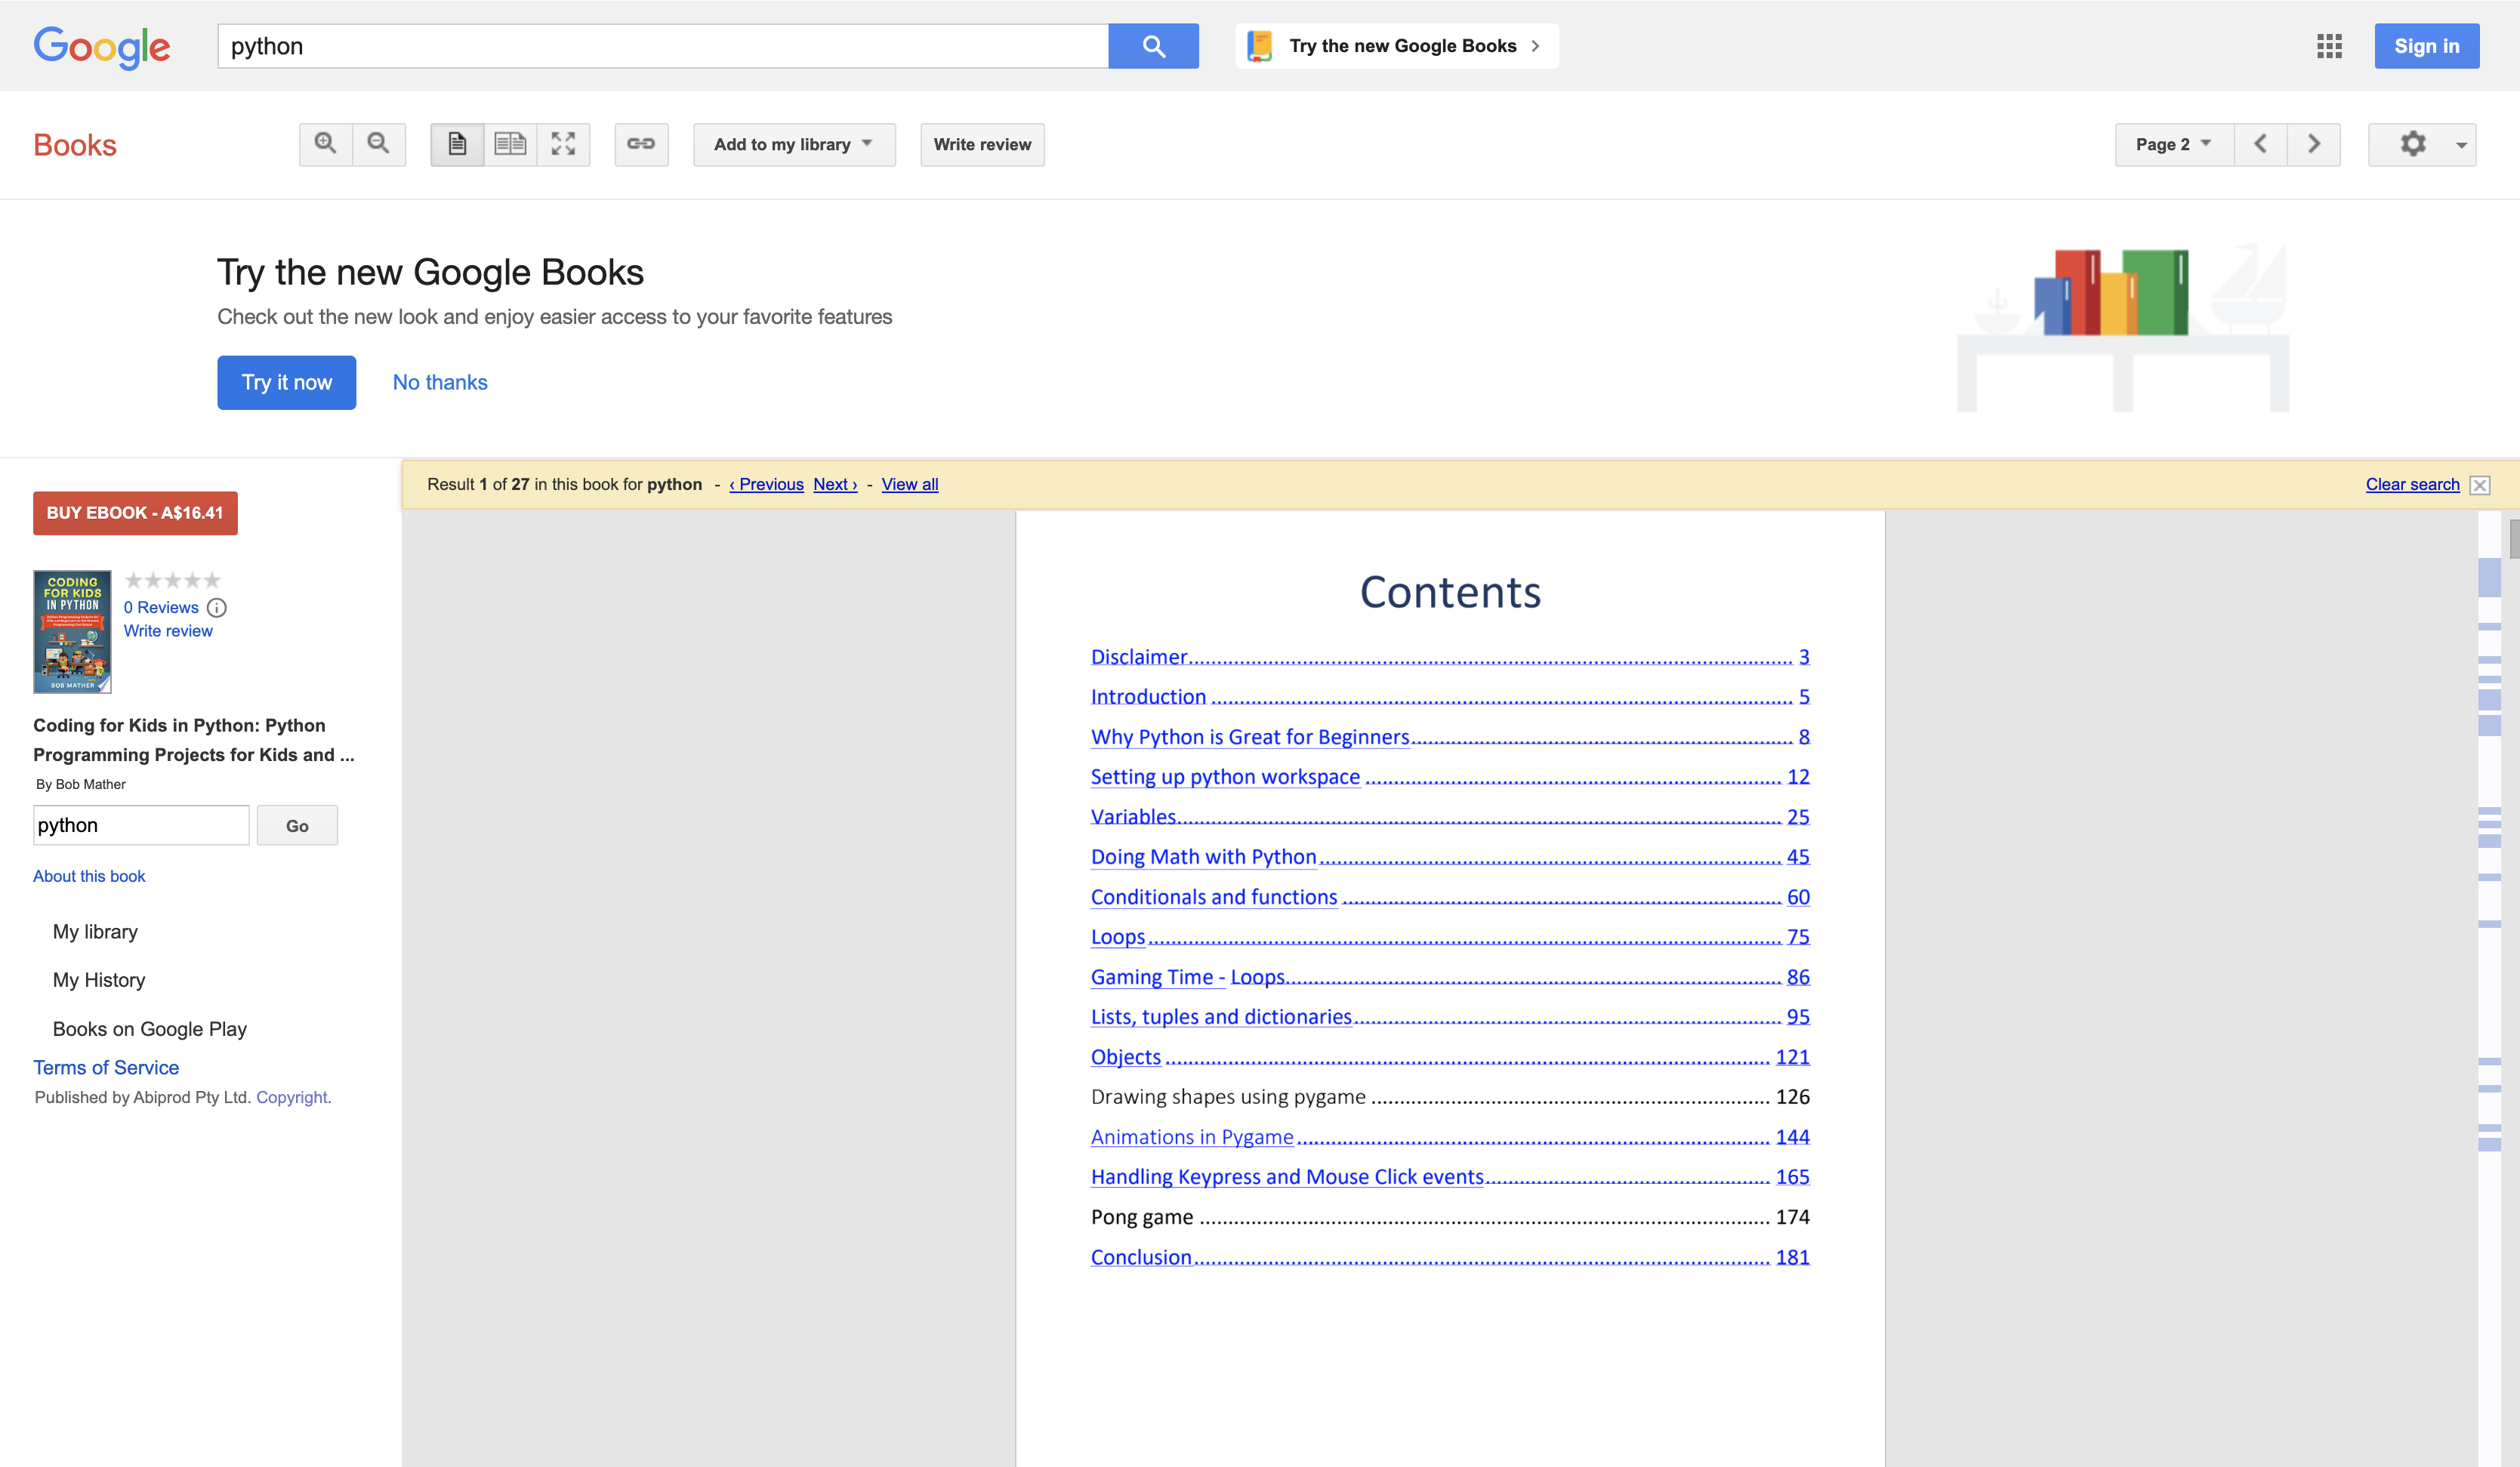 Google
python
Try the new Google Books
Sign in
Books
Add to my library
Write review
Page 2
Try the new Google Books
Check out the new look and enjoy easier access to your favorite features
Try it now
No thanks
Result 1 of 27 in this book for python - ‹ Previous Next › - View all
Clear search
BUY EBOOK - A$16.41
CODING
FOR KIDS
IN PYTHON
BOB MATHER
0 Reviews
Write review
Coding for Kids in Python: Python
Programming Projects for Kids and ...
By Bob Mather
python
Go
About this book
My library
My History
Books on Google Play
Terms of Service
Published by Abiprod Pty Ltd. Copyright.
Contents
Disclaimer 3
Introduction 5
Why Python is Great for Beginners 8
Setting up python workspace 12
Variables 25
Doing Math with Python 45
Conditionals and functions 60
Loops 75
Gaming Time - Loops 86
Lists, tuples and dictionaries 95
Objects 121
Drawing shapes using pygame 126
Animations in Pygame 144
Handling Keypress and Mouse Click events 165
Pong game 174
Conclusion 181